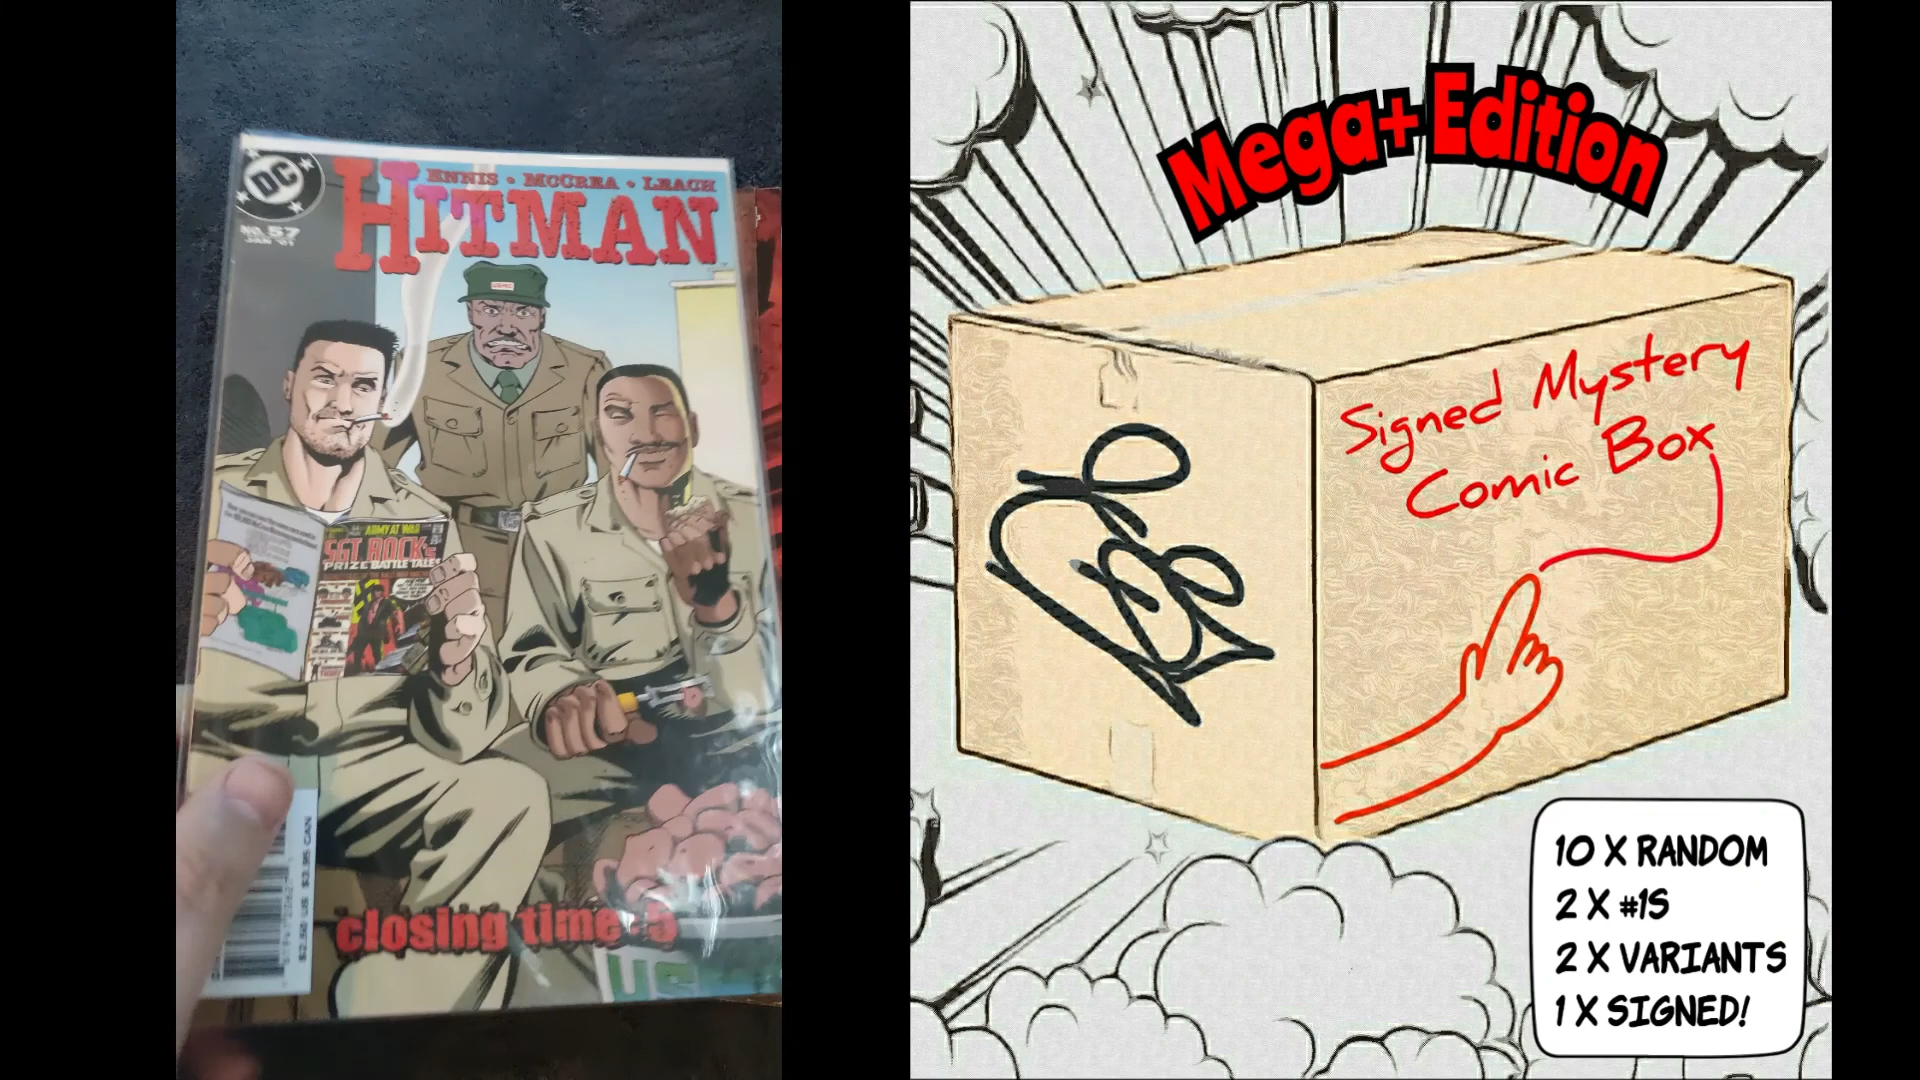 DC
ENNIS • McCREA • LEACH
HITMAN
NO. 57
JAN '01
USMC
ARMY AT WAR
SGT. ROCK's
PRIZE BATTLE TALES
closing time • 5
$2.50 US $3.95 CAN
Mega+ Edition
Signed Mystery
Comic Box
10 X RANDOM
2 X #1S
2 X VARIANTS
1 X SIGNED!